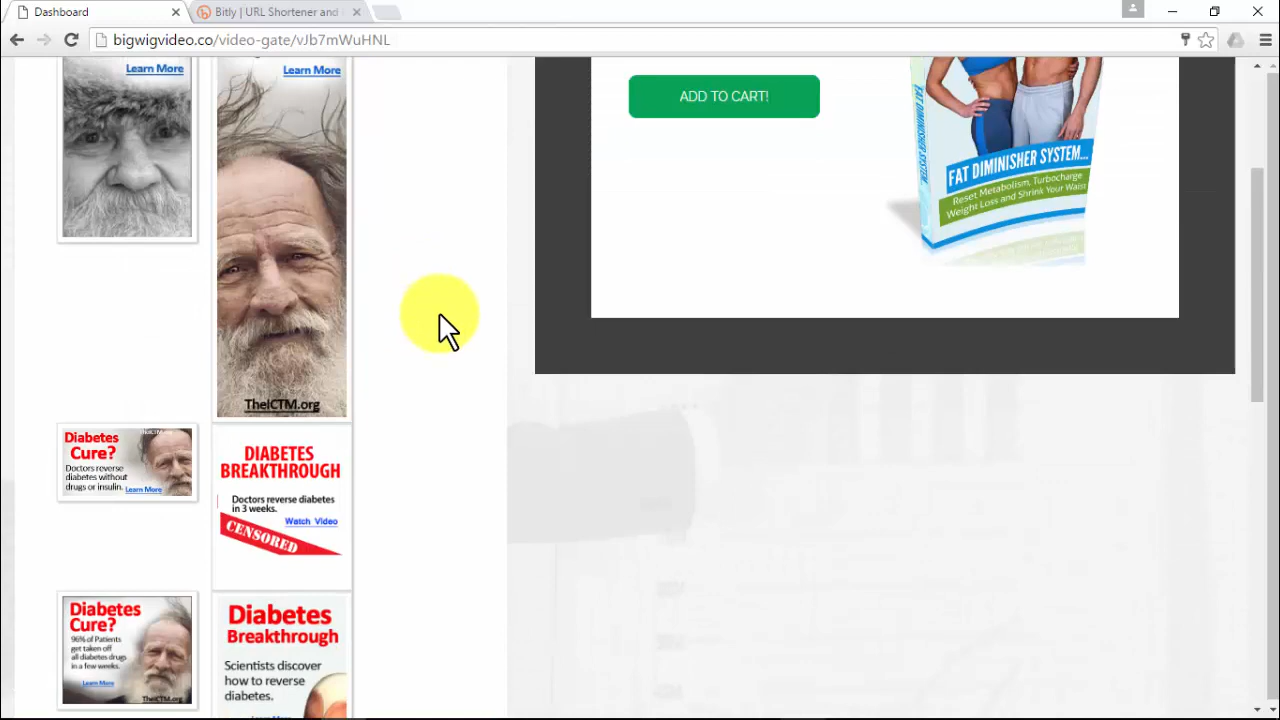 Dashboard
Bitly | URL Shortener and
bigwigvideo.co/video-gate/vJb7mWuHNL
Learn More
Learn More
TheICTM.org
ADD TO CART!
FAT DIMINISHER SYSTEM...
Reset Metabolism, Turbocharge
Weight Loss and Shrink Your Waist
FAT DIMINISHER SYSTEM
Diabetes
Cure?
Doctors reverse
diabetes without
drugs or insulin.
Learn More
DIABETES
BREAKTHROUGH
Doctors reverse diabetes
in 3 weeks.
Watch Video
CENSORED
Diabetes
Cure?
96% of Patients
get taken off
all diabetes drugs
in a few weeks.
Learn More
TheICTM.org
Diabetes
Breakthrough
Scientists discover
how to reverse
diabetes.